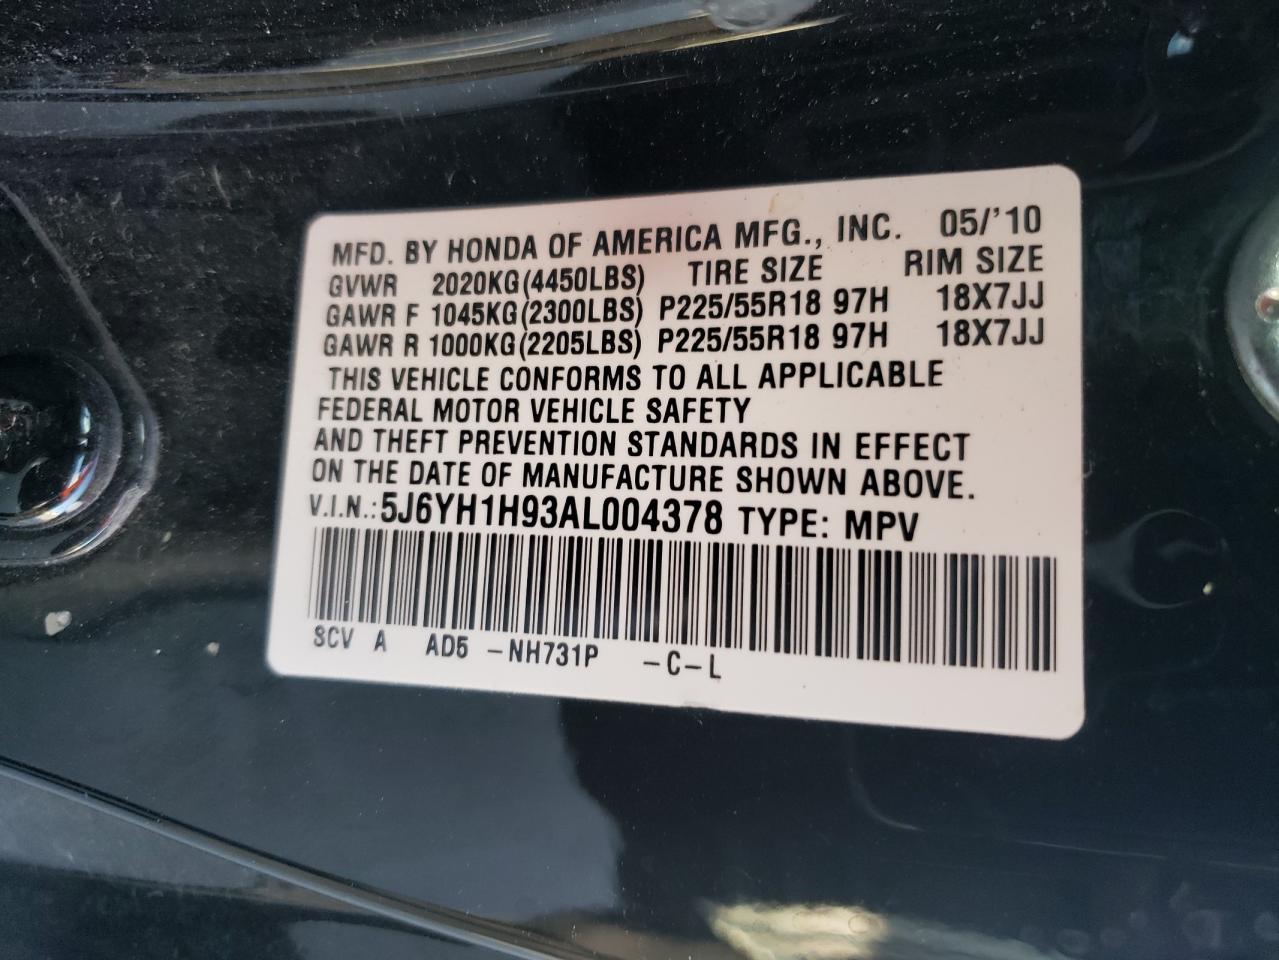 MFD. BY HONDA OF AMERICA MFG., INC. 05/'10
GVWR 2020KG(4450LBS) TIRE SIZE RIM SIZE
GAWR F 1045KG(2300LBS) P225/55R18 97H 18X7JJ
GAWR R 1000KG(2205LBS) P225/55R18 97H 18X7JJ
THIS VEHICLE CONFORMS TO ALL APPLICABLE
FEDERAL MOTOR VEHICLE SAFETY
AND THEFT PREVENTION STANDARDS IN EFFECT
ON THE DATE OF MANUFACTURE SHOWN ABOVE.
V.I.N.:5J6YH1H93AL004378 TYPE: MPV
SCV A AD5 -NH731P -C-L